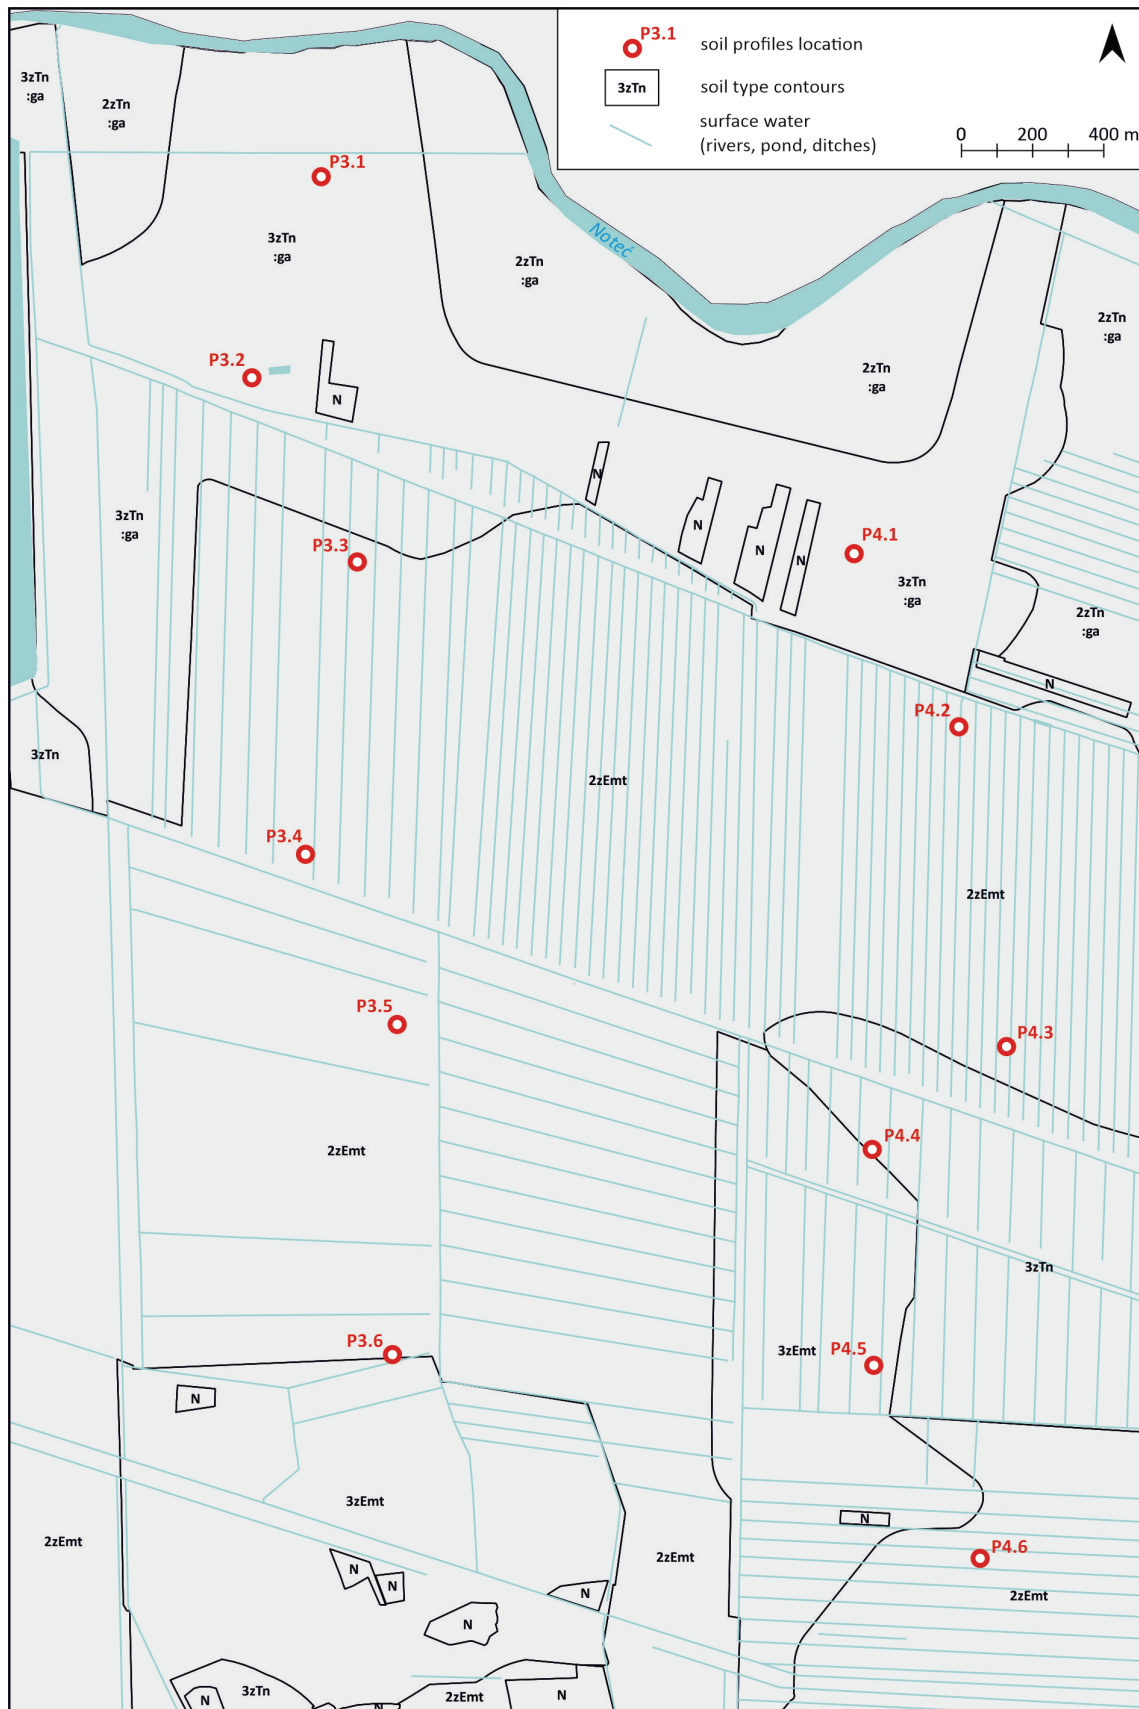 P3.1
soil profiles location
3zTn
soil type contours
surface water
(rivers, pond, ditches)
0 200 400 m
3zTn
:ga
2zTn
:ga
P3.1
3zTn
:ga
Noteć
2zTn
:ga
2zTn
:ga
2zTn
:ga
P3.2
N
N
N
N
N
P4.1
3zTn
:ga
3zTn
:ga
P3.3
2zTn
:ga
N
P4.2
3zTn
2zEmt
P3.4
2zEmt
P3.5
P4.3
P4.4
2zEmt
3zTn
P3.6
3zEmt
P4.5
N
3zEmt
N
2zEmt
2zEmt
P4.6
2zEmt
N
N
N
N
3zTn
N
N
2zEmt
N